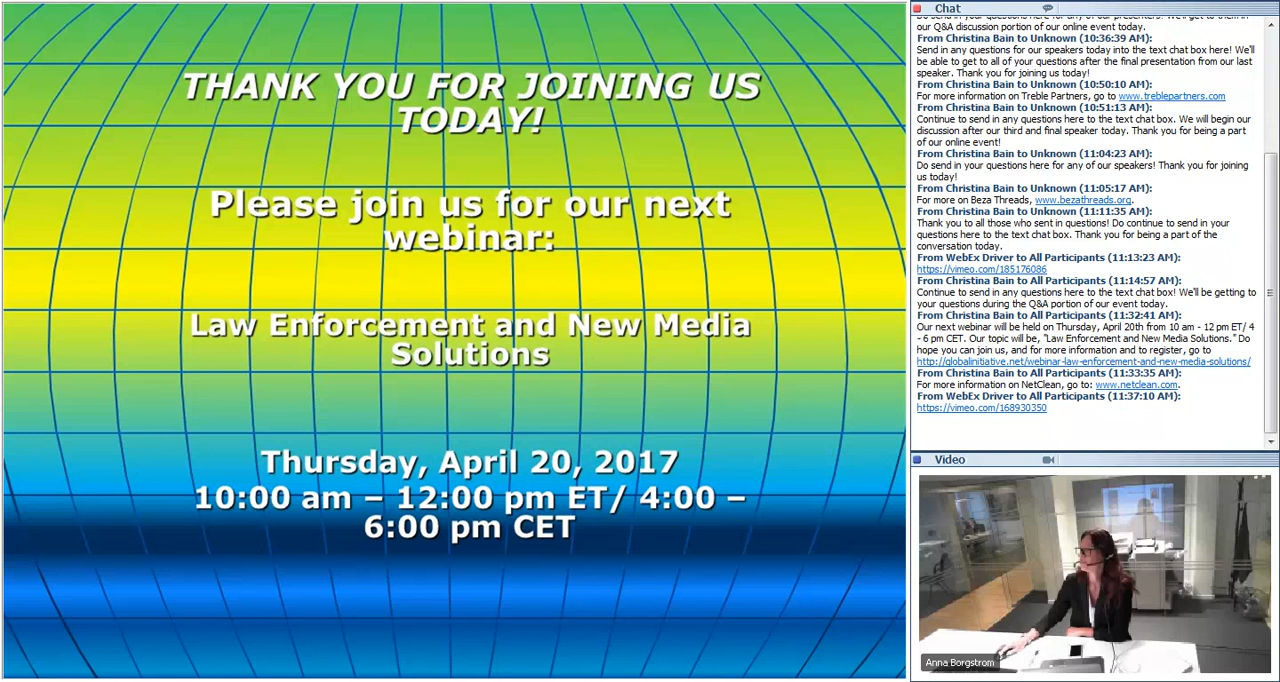 THANK YOU FOR JOINING US
TODAY!
Please join us for our next
webinar:
Law Enforcement and New Media
Solutions
Thursday, April 20, 2017
10:00 am – 12:00 pm ET/ 4:00 –
6:00 pm CET
Chat
our Q&A discussion portion of our online event today.
From Christina Bain to Unknown (10:36:39 AM):
Send in any questions for our speakers today into the text chat box here! We'll
be able to get to all of your questions after the final presentation from our last
speaker. Thank you for joining us today!
From Christina Bain to Unknown (10:50:10 AM):
For more information on Treble Partners, go to www.treblepartners.com
From Christina Bain to Unknown (10:51:13 AM):
Continue to send in any questions here to the text chat box. We will begin our
discussion after our third and final speaker today. Thank you for being a part
of our online event!
From Christina Bain to Unknown (11:04:23 AM):
Do send in your questions here for any of our speakers! Thank you for joining
us today!
From Christina Bain to Unknown (11:05:17 AM):
For more on Beza Threads, www.bezathreads.org.
From Christina Bain to Unknown (11:11:35 AM):
Thank you to all those who sent in questions! Do continue to send in your
questions here to the text chat box. Thank you for being a part of the
conversation today.
From WebEx Driver to All Participants (11:13:23 AM):
https://vimeo.com/185176086
From Christina Bain to All Participants (11:14:57 AM):
Continue to send in any questions here to the text chat box! We'll be getting to
your questions during the Q&A portion of our event today.
From Christina Bain to All Participants (11:32:41 AM):
Our next webinar will be held on Thursday, April 20th from 10 am - 12 pm ET/ 4
- 6 pm CET. Our topic will be, "Law Enforcement and New Media Solutions." Do
hope you can join us, and for more information and to register, go to
http://globalinitiative.net/webinar-law-enforcement-and-new-media-solutions/
From Christina Bain to All Participants (11:33:35 AM):
For more information on NetClean, go to: www.netclean.com.
From WebEx Driver to All Participants (11:37:10 AM):
https://vimeo.com/168930350
Video
Anna Borgstrom